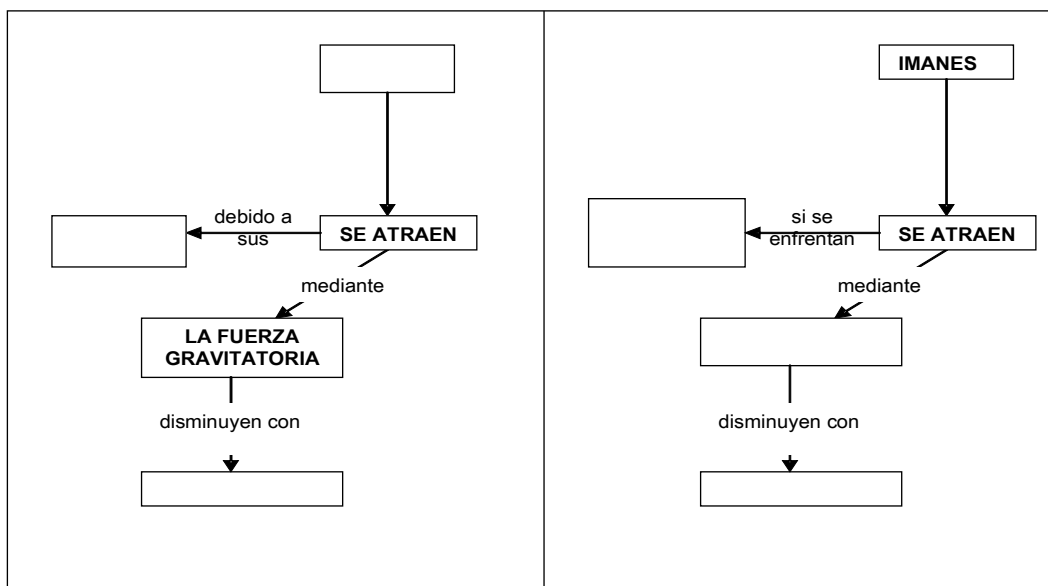 debido a
sus
SE ATRAEN
mediante
LA FUERZA
GRAVITATORIA
disminuyen con
IMANES
si se
enfrentan
SE ATRAEN
mediante
disminuyen con